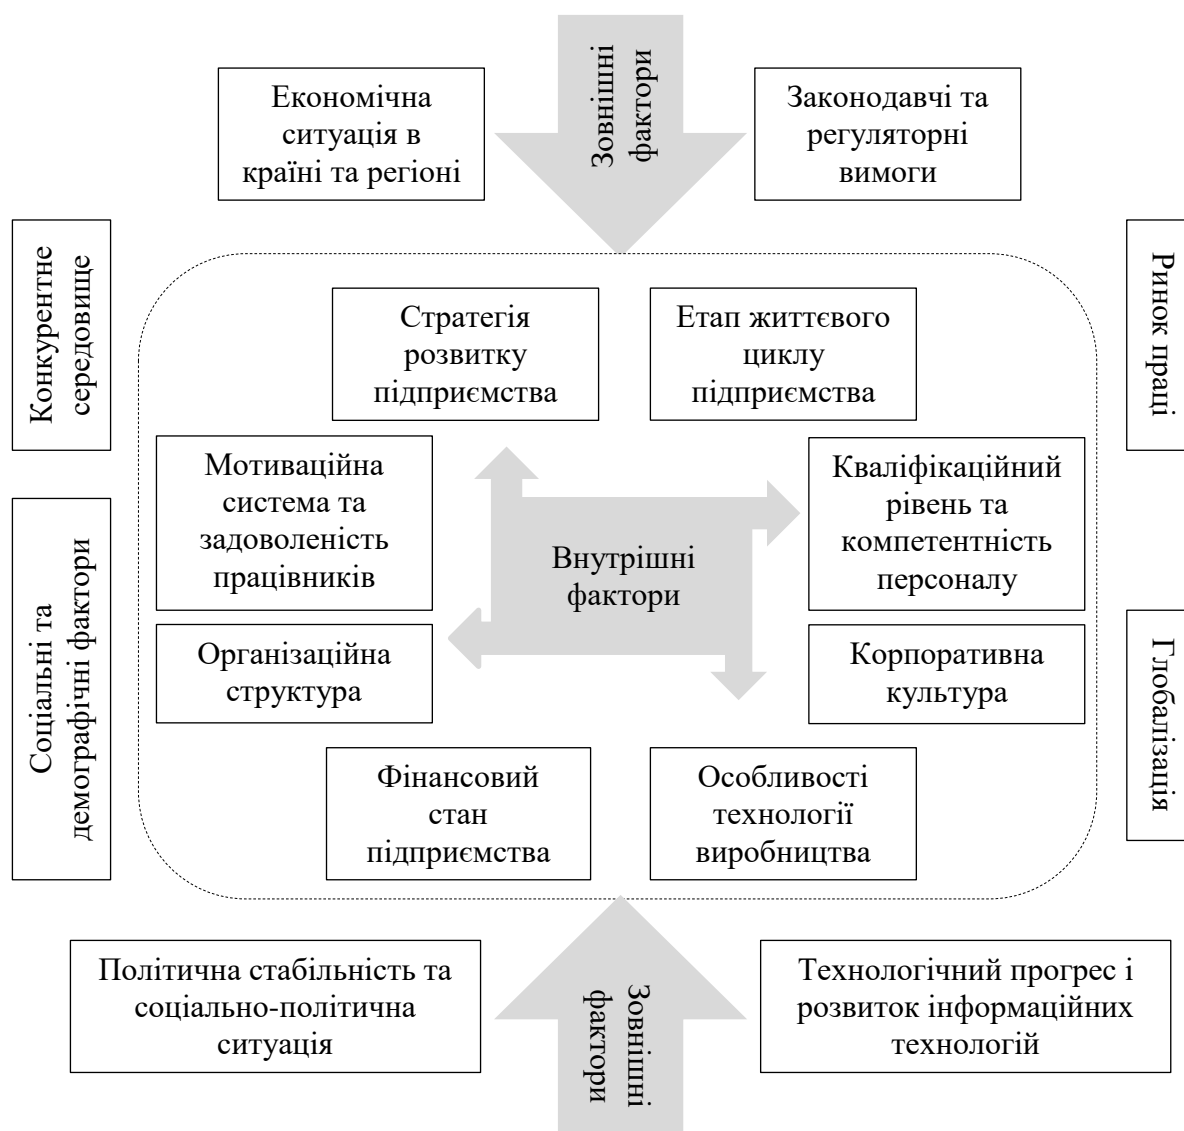 Зовнішні
фактори
Економічна
ситуація в
країні та регіоні
Законодавчі та
регуляторні
вимоги
Конкурентне
середовище
Ринок праці
Стратегія
розвитку
підприємства
Етап життєвого
циклу
підприємства
Мотиваційна
система та
задоволеність
працівників
Кваліфікаційний
рівень та
компетентність
персоналу
Внутрішні
фактори
Соціальні та
демографічні фактори
Організаційна
структура
Корпоративна
культура
Глобалізація
Фінансовий
стан
підприємства
Особливості
технології
виробництва
Політична стабільність та
соціально-політична
ситуація
Зовнішні
фактори
Технологічний прогрес і
розвиток інформаційних
технологій